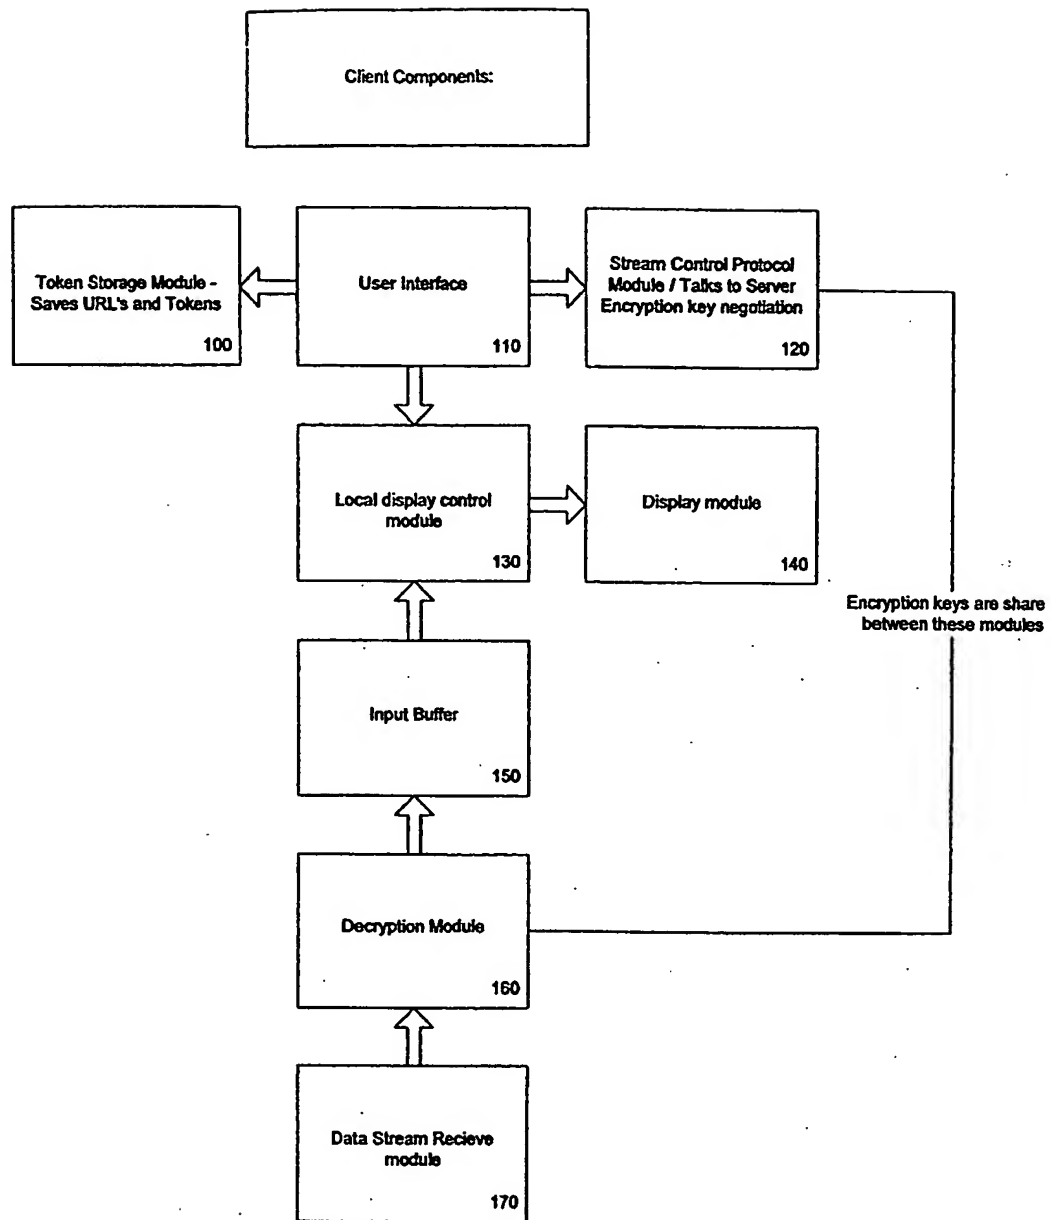 Client Components:
Token Storage Module -
Saves URL's and Tokens
100
User Interface
110
Stream Control Protocol
Module / Talks to Server
Encryption key negotiation
120
Local display control
module
130
Display module
140
Encryption keys are share
between these modules
Input Buffer
150
Decryption Module
160
Data Stream Recieve
module
170